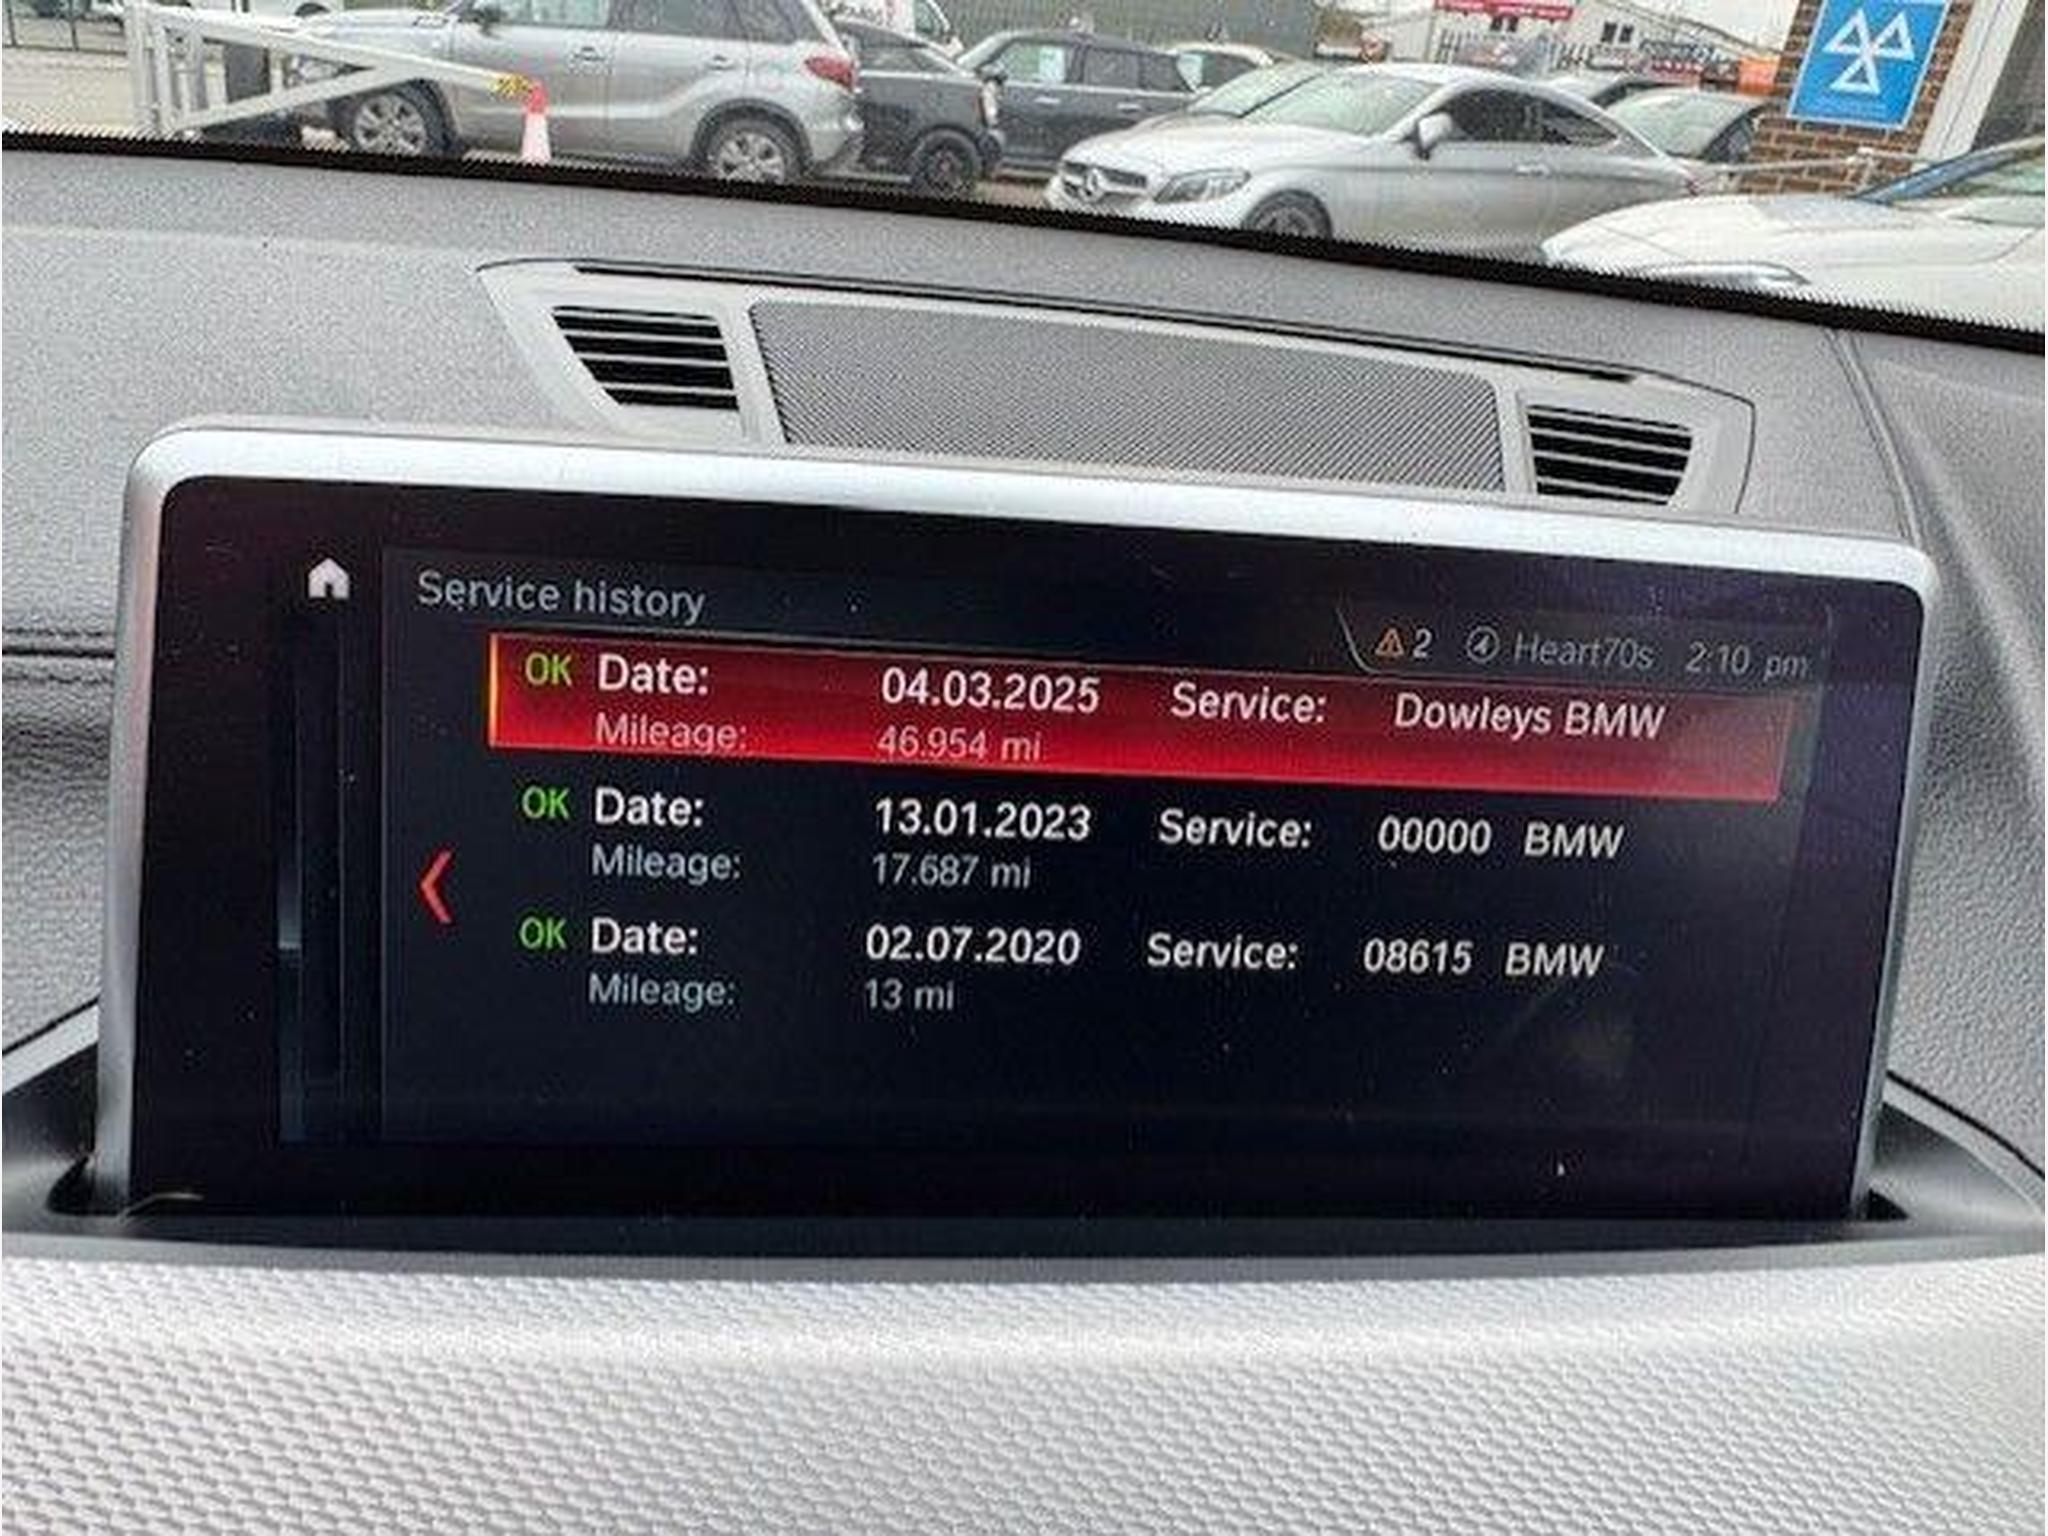 Service history
2 Heart70s 2:10 pm
OK Date: 04.03.2025 Service: Dowleys BMW
Mileage: 46.954 mi
OK Date: 13.01.2023 Service: 00000 BMW
Mileage: 17.687 mi
OK Date: 02.07.2020 Service: 08615 BMW
Mileage: 13 mi